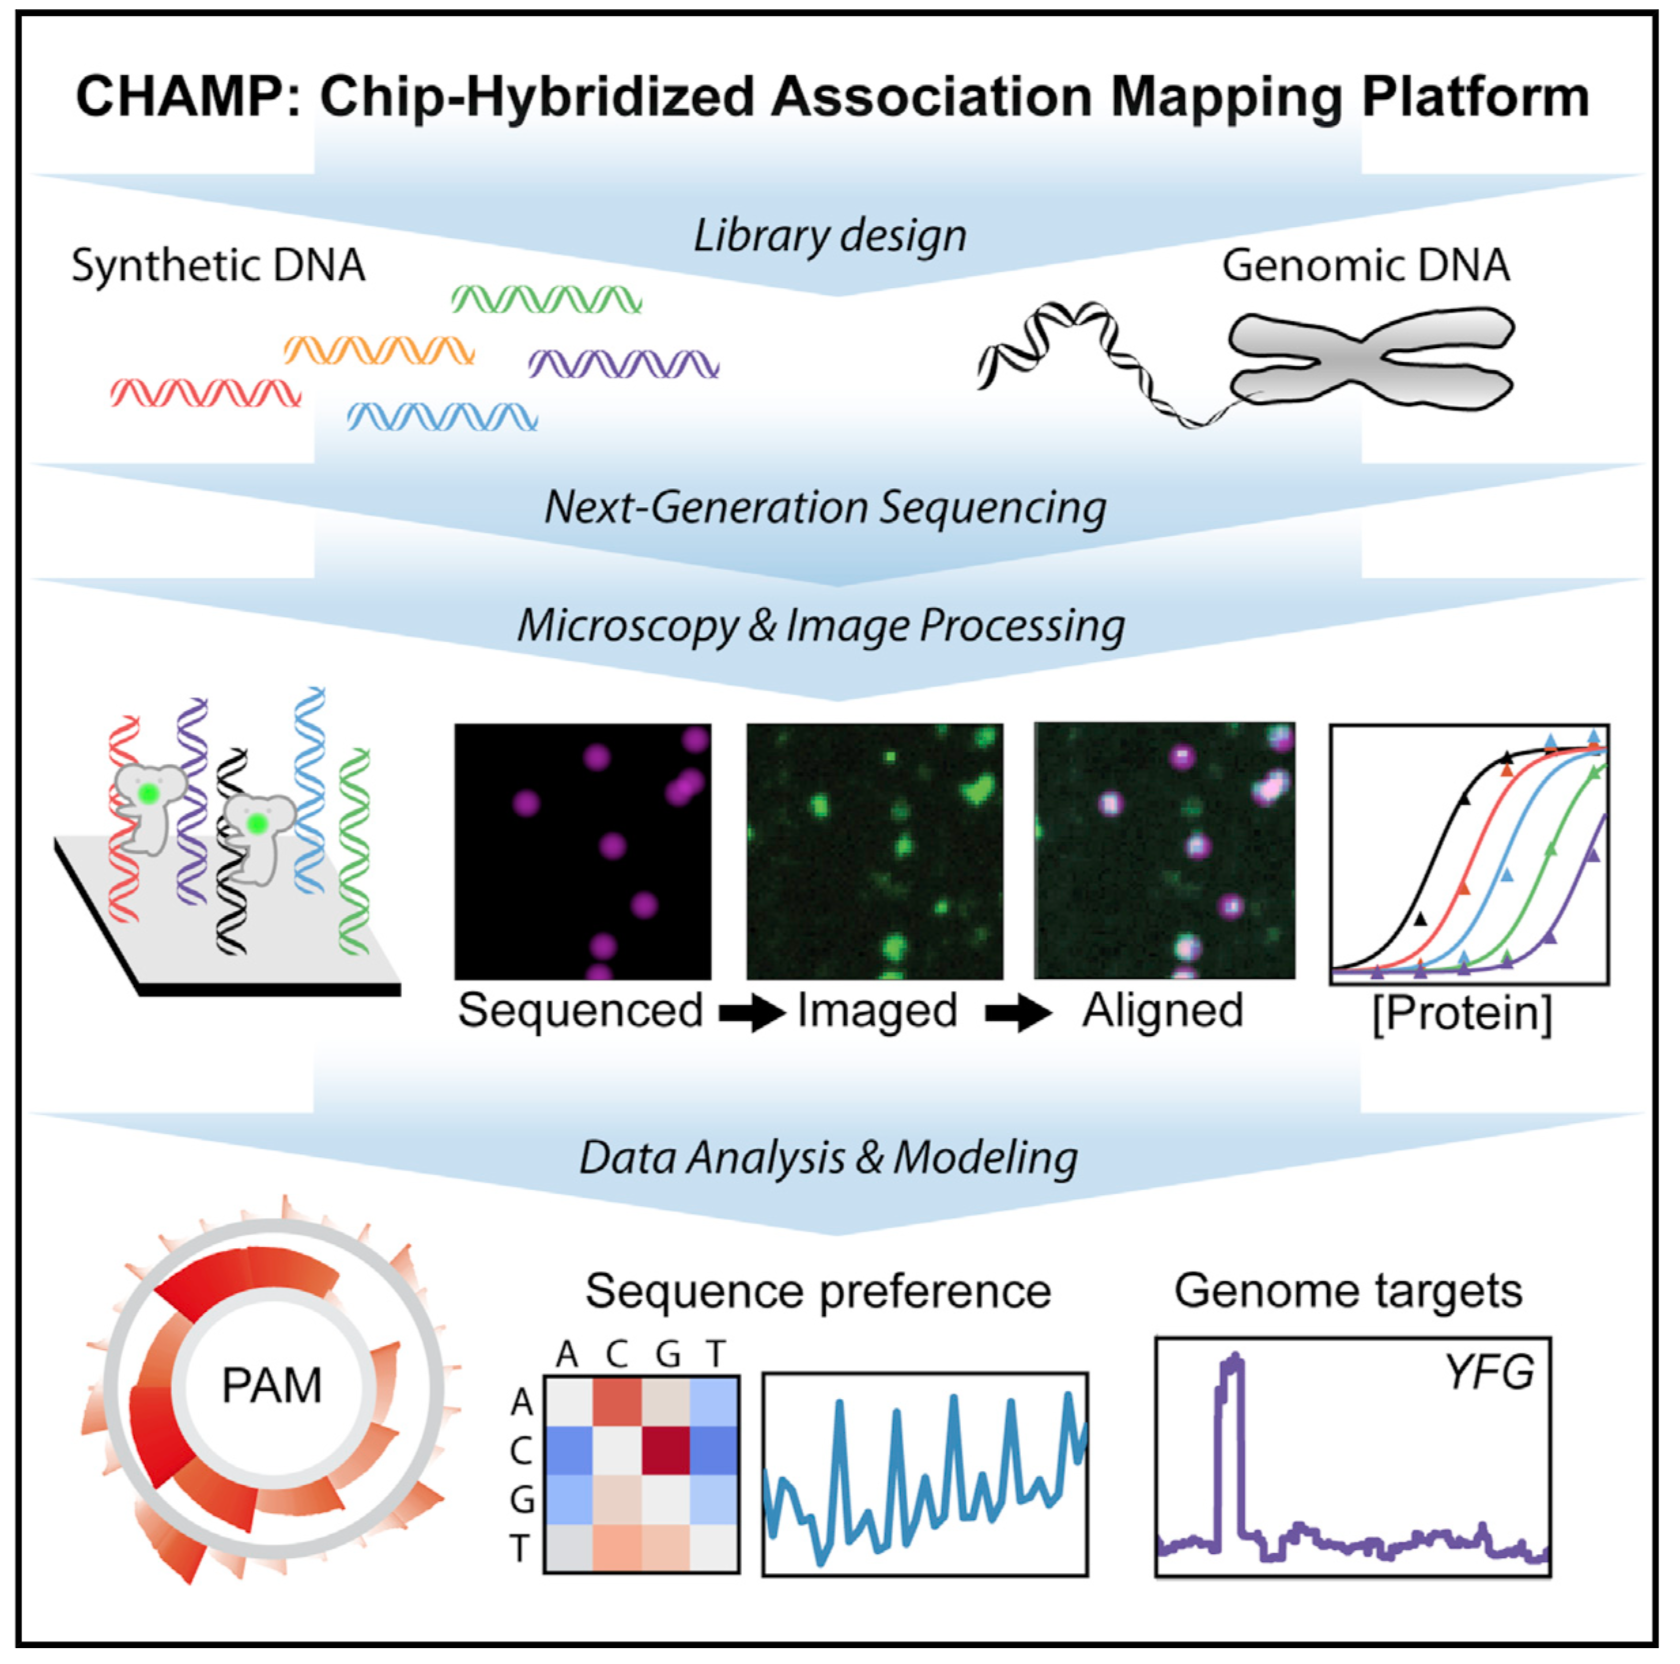 CHAMP: Chip-Hybridized Association Mapping Platform
Library design
Synthetic DNA
Genomic DNA
Next-Generation Sequencing
Microscopy & Image Processing
Sequenced
Imaged
Aligned
[Protein]
Data Analysis & Modeling
PAM
Sequence preference
A C G T
A
C
G
T
Genome targets
YFG